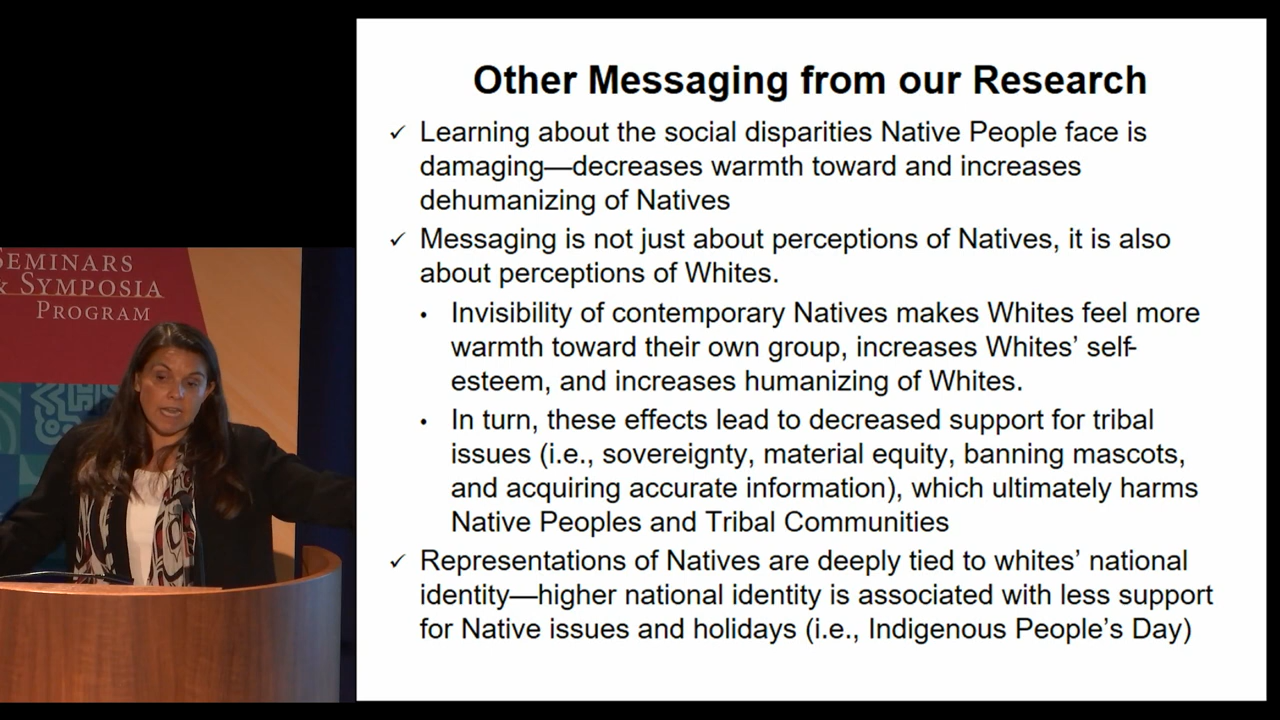 SEMINARS
& SYMPOSIA
PROGRAM
Other Messaging from our Research
✓ Learning about the social disparities Native People face is
damaging—decreases warmth toward and increases
dehumanizing of Natives
✓ Messaging is not just about perceptions of Natives, it is also
about perceptions of Whites.
• Invisibility of contemporary Natives makes Whites feel more
warmth toward their own group, increases Whites’ self-
esteem, and increases humanizing of Whites.
• In turn, these effects lead to decreased support for tribal
issues (i.e., sovereignty, material equity, banning mascots,
and acquiring accurate information), which ultimately harms
Native Peoples and Tribal Communities
✓ Representations of Natives are deeply tied to whites’ national
identity—higher national identity is associated with less support
for Native issues and holidays (i.e., Indigenous People’s Day)